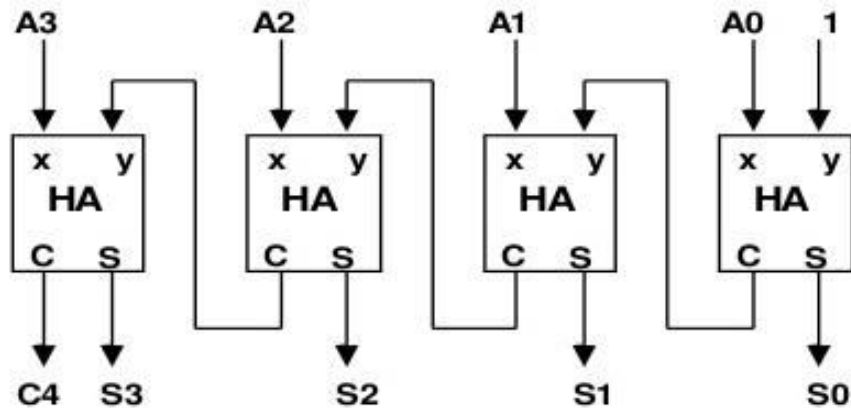 A3 A2 A1 A0 1
x y x y x y x y
HA HA HA HA
C S C S C S C S
C4 S3 S2 S1 S0